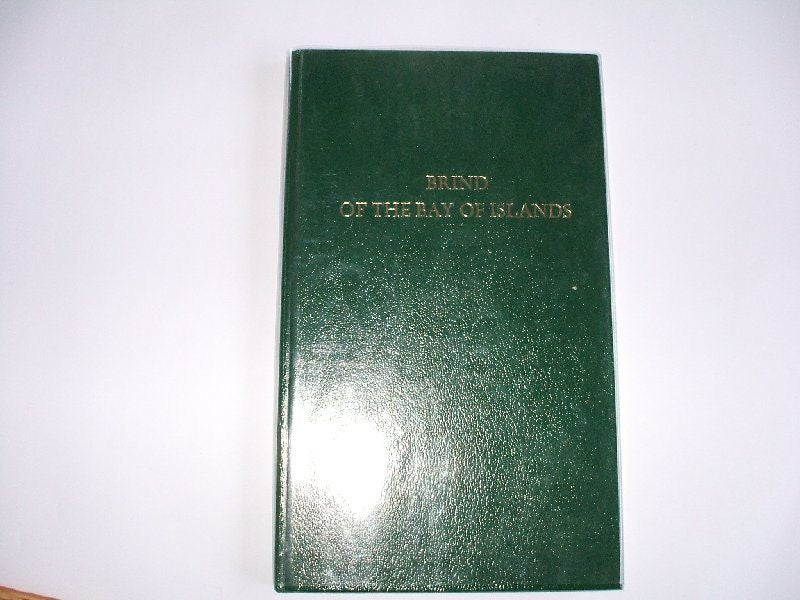 BRIND
OF THE BAY OF ISLANDS